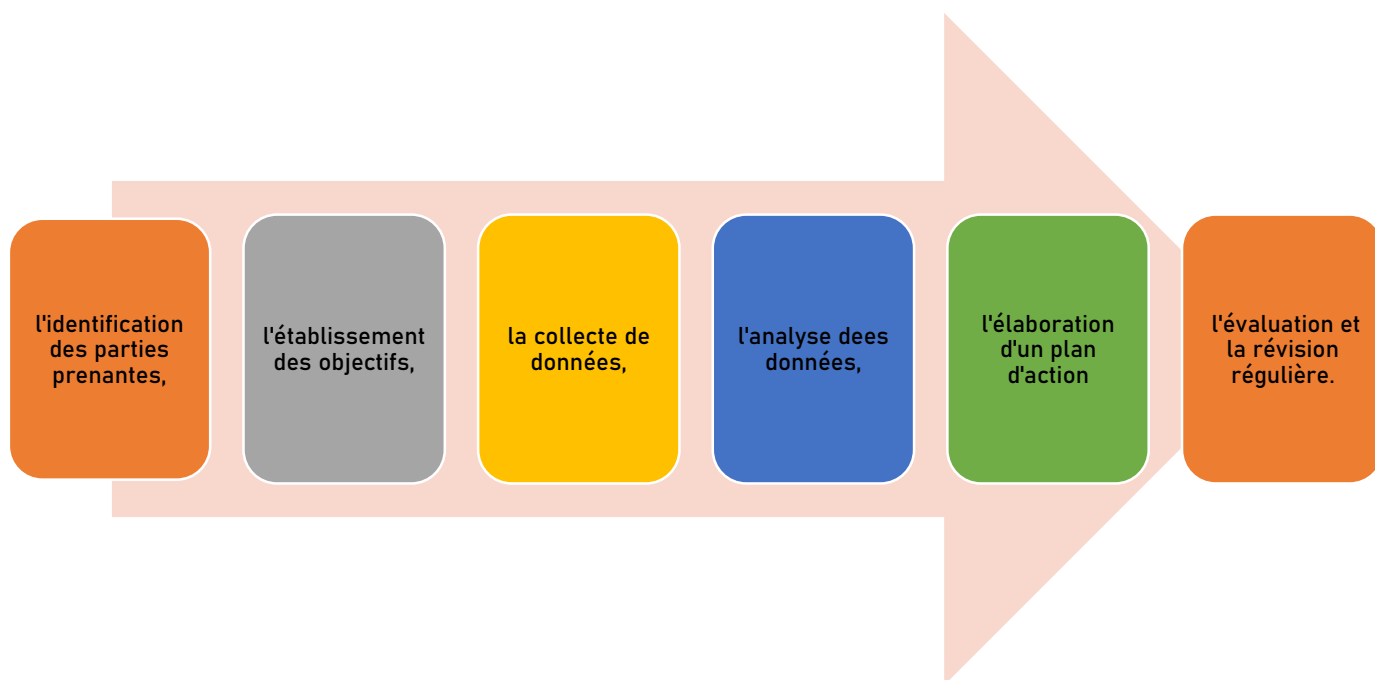 l'identification
des parties
prenantes,
l'établissement
des objectifs,
la collecte de
données,
l'analyse dees
données,
l'élaboration
d'un plan
d'action
l'évaluation et
la révision
régulière.